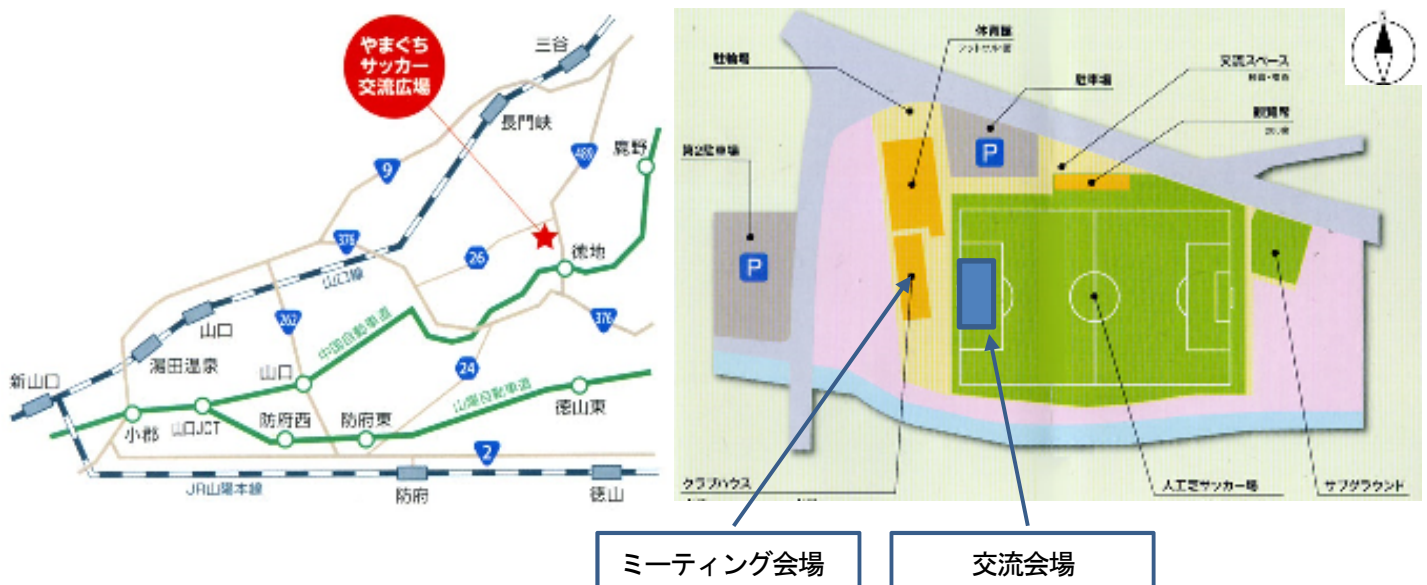 やまぐち
サッカー
交流広場
三谷
長門峡
9
489
鹿野
376
26
徳地
山口線
山口
262
中国自動車道
376
湯田温泉
24
新山口
山口
山陽自動車道
小郡
山口JCT
防府西
防府東
徳山東
2
JR山陽本線
防府
徳山
体育館
駐輪場
交流スペース
駐車場
観覧席
第2駐車場
P
P
クラブハウス
人工芝サッカー場
サブグラウンド
ミーティング会場
交流会場